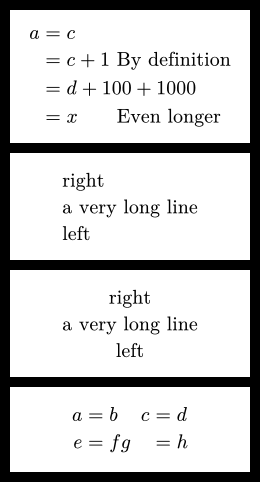 a = c
= c + 1 By definition
= d + 100 + 1000
= x Even longer
right
a very long line
left
right
a very long line
left
a = b c = d
e = fg = h